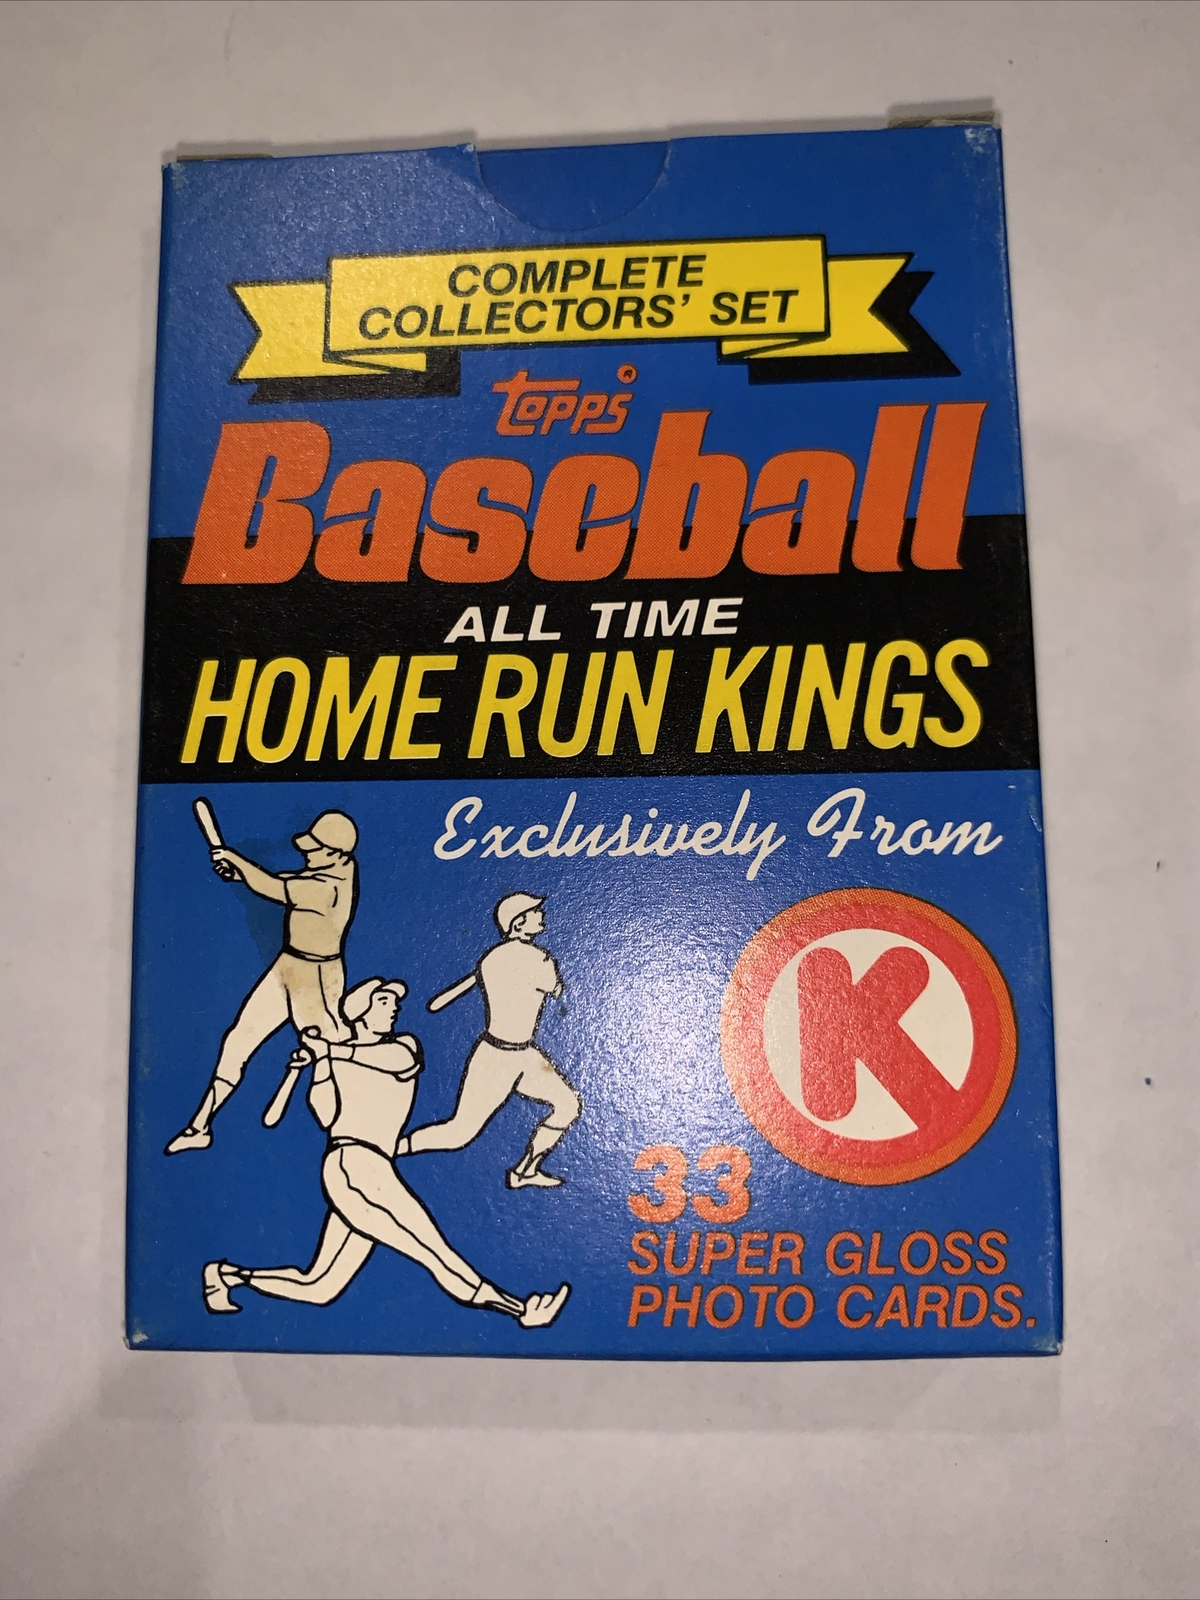 COMPLETE
COLLECTORS' SET
topps®
Baseball
ALL TIME
HOME RUN KINGS
Exclusively From
K
33
SUPER GLOSS
PHOTO CARDS.